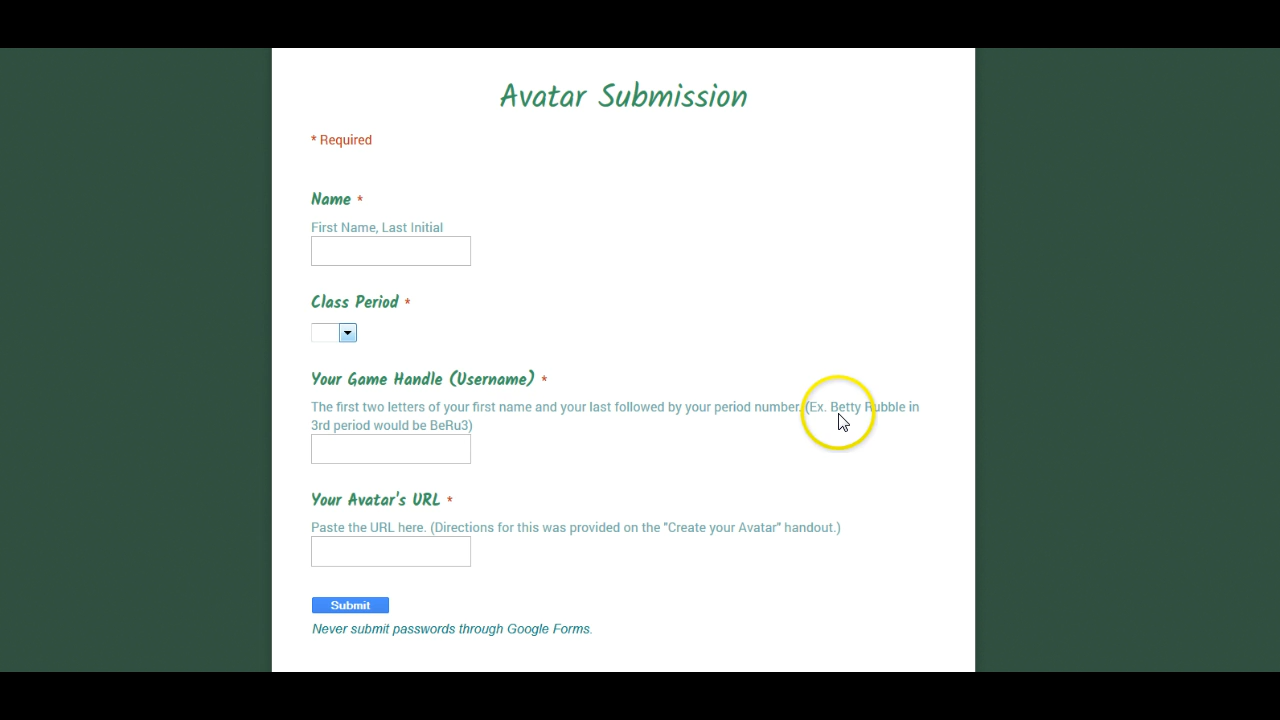 Avatar Submission
* Required
Name *
First Name, Last Initial
Class Period *
Your Game Handle (Username) *
The first two letters of your first name and your last followed by your period number. (Ex. Betty Rubble in
3rd period would be BeRu3)
Your Avatar's URL *
Paste the URL here. (Directions for this was provided on the "Create your Avatar" handout.)
Submit
Never submit passwords through Google Forms.